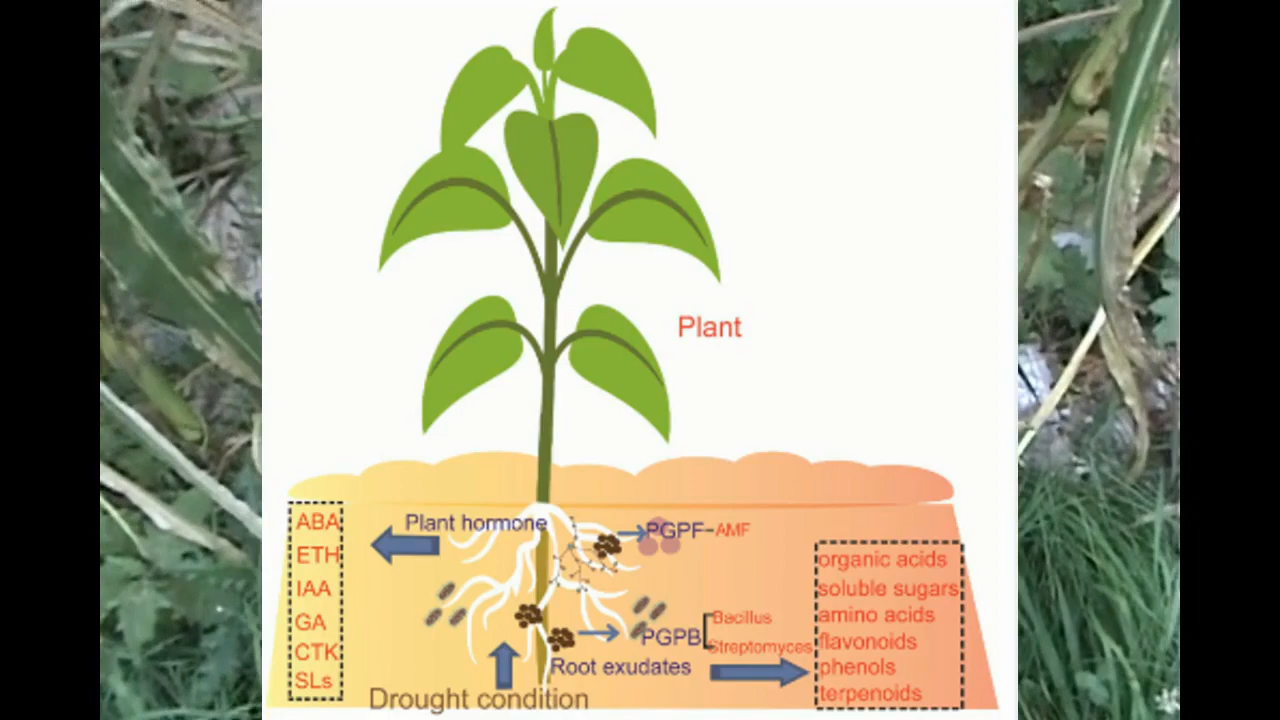 Plant
ABA
ETH
IAA
GA
CTK
SLs
Plant hormone
PGPF-AMF
PGPB
Bacillus
Streptomyces
Root exudates
Drought condition
organic acids
soluble sugars
amino acids
flavonoids
phenols
terpenoids